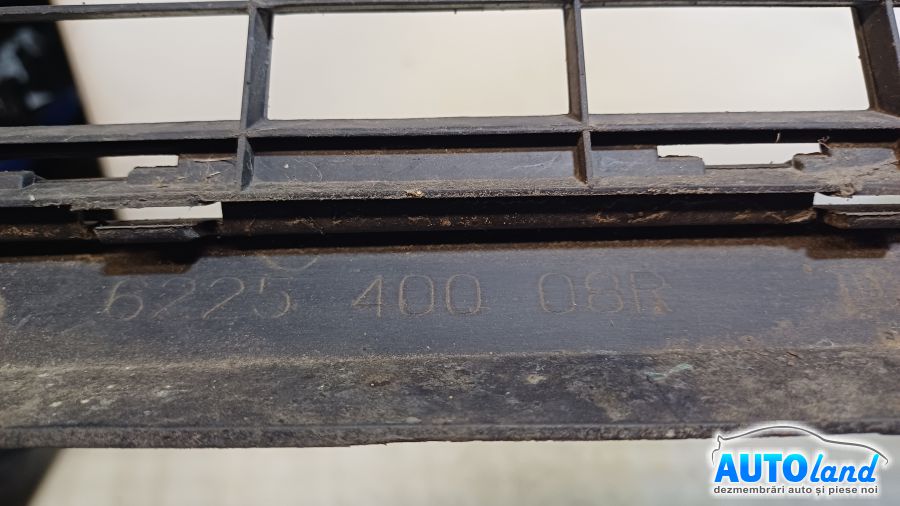 6225 400 08R
AUTOland
dezmembrări auto și piese noi